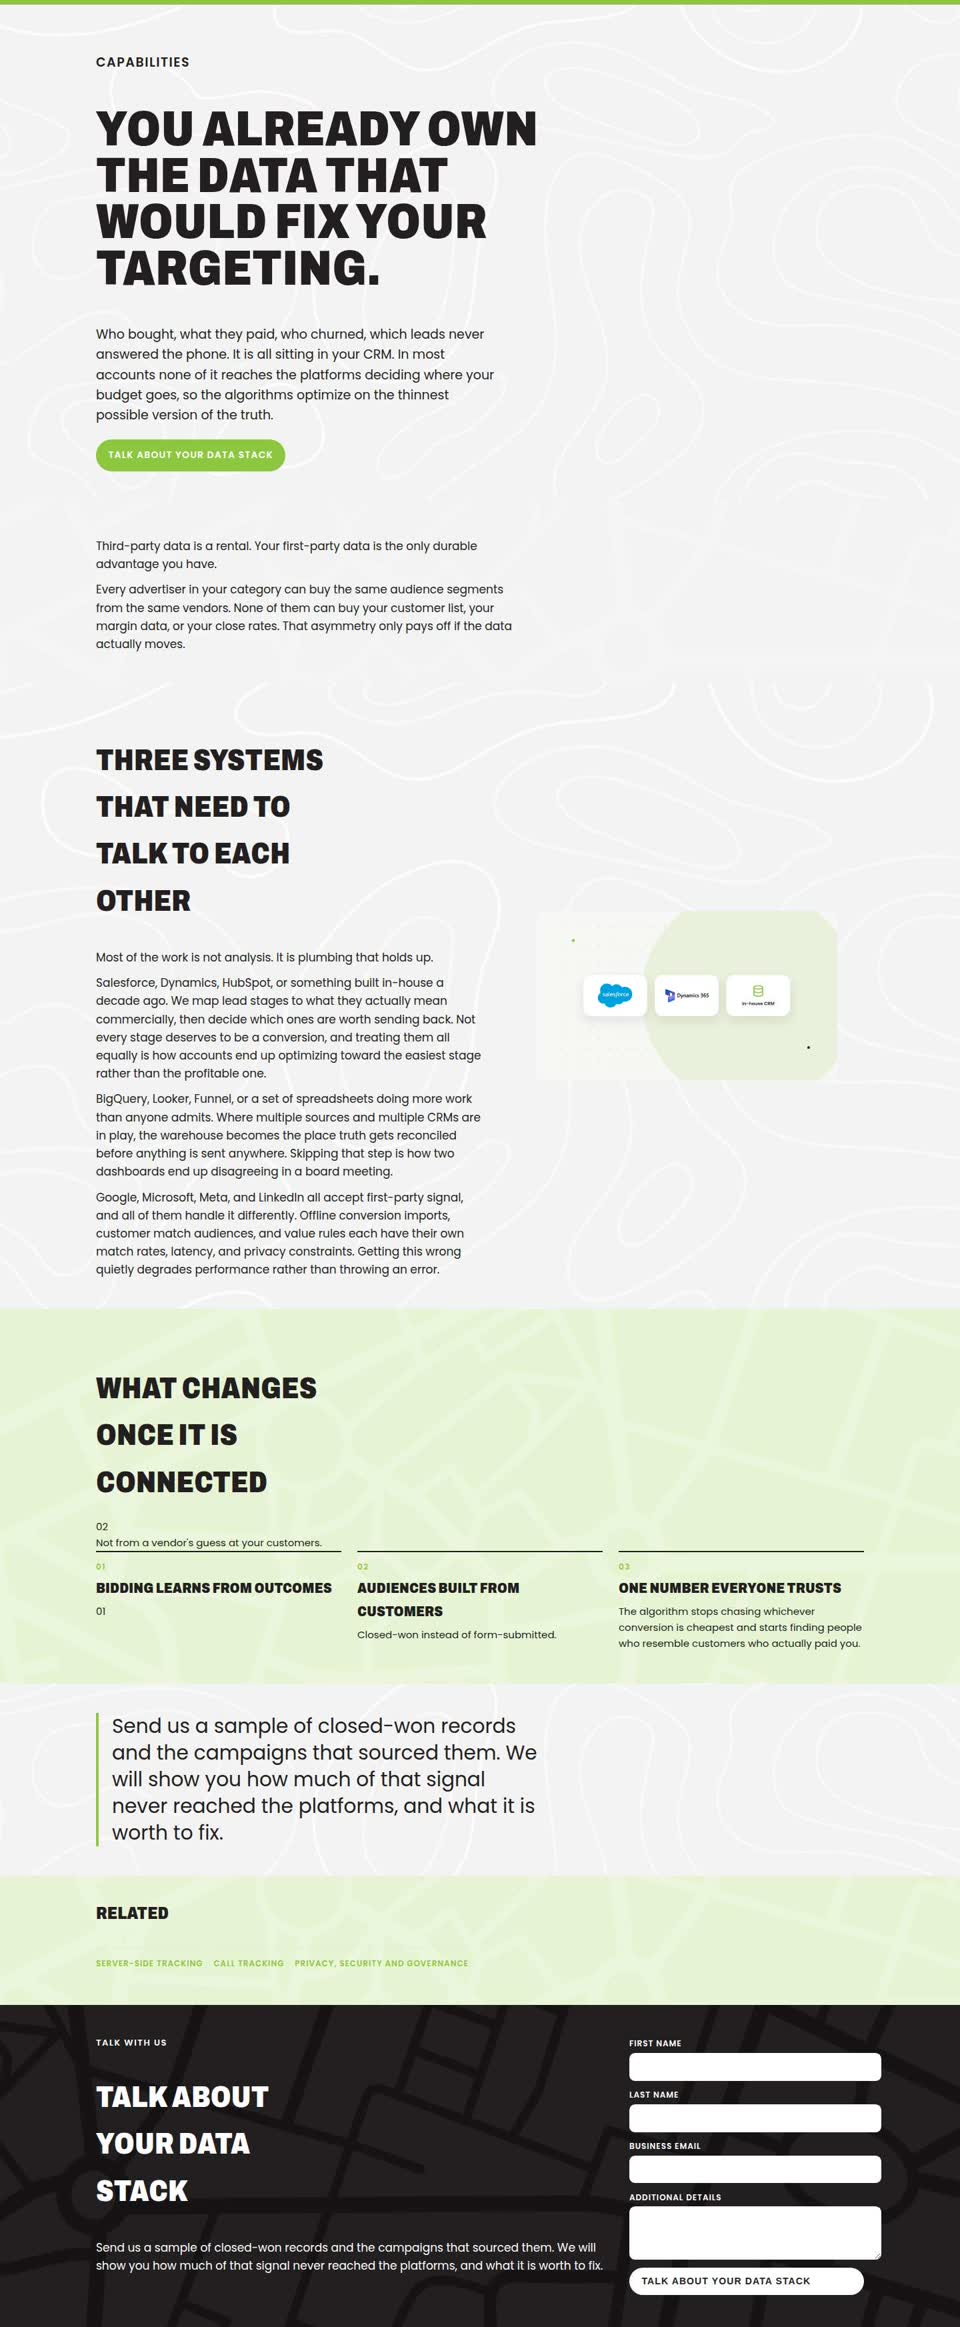 CAPABILITIES
YOU ALREADY OWN
THE DATA THAT
WOULD FIX YOUR
TARGETING.
Who bought, what they paid, who churned, which leads never
answered the phone. It is all sitting in your CRM. In most
accounts none of it reaches the platforms deciding where your
budget goes, so the algorithms optimize on the thinnest
possible version of the truth.
TALK ABOUT YOUR DATA STACK
Third-party data is a rental. Your first-party data is the only durable
advantage you have.
Every advertiser in your category can buy the same audience segments
from the same vendors. None of them can buy your customer list, your
margin data, or your close rates. That asymmetry only pays off if the data
actually moves.
THREE SYSTEMS
THAT NEED TO
TALK TO EACH
OTHER
Most of the work is not analysis. It is plumbing that holds up.
Salesforce, Dynamics, HubSpot, or something built in-house a
decade ago. We map lead stages to what they actually mean
commercially, then decide which ones are worth sending back. Not
every stage deserves to be a conversion, and treating them all
equally is how accounts end up optimizing toward the easiest stage
rather than the profitable one.
BigQuery, Looker, Funnel, or a set of spreadsheets doing more work
than anyone admits. Where multiple sources and multiple CRMs are
in play, the warehouse becomes the place truth gets reconciled
before anything is sent anywhere. Skipping that step is how two
dashboards end up disagreeing in a board meeting.
Google, Microsoft, Meta, and LinkedIn all accept first-party signal,
and all of them handle it differently. Offline conversion imports,
customer match audiences, and value rules each have their own
match rates, latency, and privacy constraints. Getting this wrong
quietly degrades performance rather than throwing an error.
salesforce
Dynamics 365
In-house CRM
WHAT CHANGES
ONCE IT IS
CONNECTED
02
Not from a vendor's guess at your customers.
01
BIDDING LEARNS FROM OUTCOMES
01
02
AUDIENCES BUILT FROM
CUSTOMERS
Closed-won instead of form-submitted.
03
ONE NUMBER EVERYONE TRUSTS
The algorithm stops chasing whichever
conversion is cheapest and starts finding people
who resemble customers who actually paid you.
Send us a sample of closed-won records
and the campaigns that sourced them. We
will show you how much of that signal
never reached the platforms, and what it is
worth to fix.
RELATED
SERVER-SIDE TRACKING CALL TRACKING PRIVACY, SECURITY AND GOVERNANCE
TALK WITH US
TALK ABOUT
YOUR DATA
STACK
Send us a sample of closed-won records and the campaigns that sourced them. We will
show you how much of that signal never reached the platforms, and what it is worth to fix.
FIRST NAME
LAST NAME
BUSINESS EMAIL
ADDITIONAL DETAILS
TALK ABOUT YOUR DATA STACK